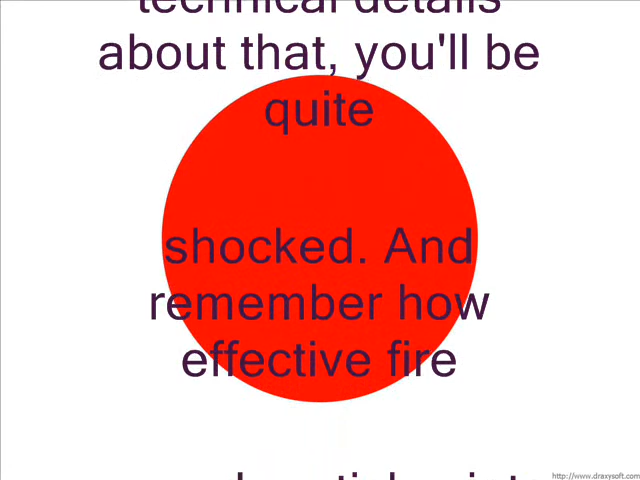 technical details
about that, you'll be
quite
shocked. And
remember how
effective fire
http://www.draxysoft.com